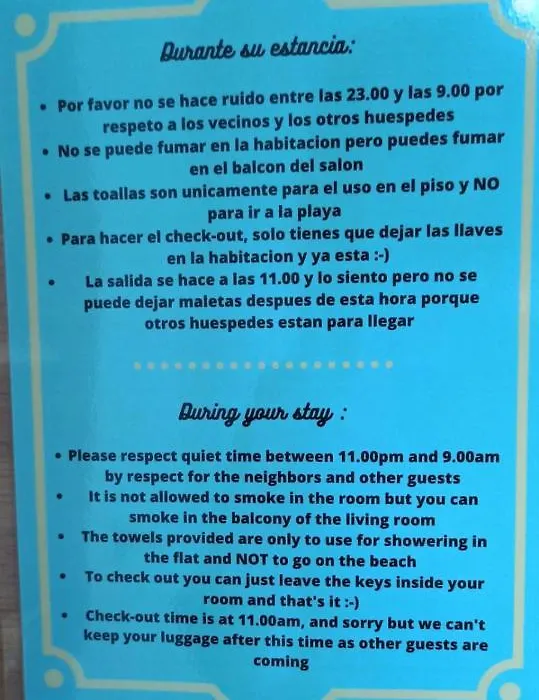 Durante su estancia:
• Por favor no se hace ruido entre las 23.00 y las 9.00 por
respeto a los vecinos y los otros huespedes
• No se puede fumar en la habitacion pero puedes fumar
en el balcon del salon
• Las toallas son unicamente para el uso en el piso y NO
para ir a la playa
• Para hacer el check-out, solo tienes que dejar las llaves
en la habitacion y ya esta :-)
• La salida se hace a las 11.00 y lo siento pero no se
puede dejar maletas despues de esta hora porque
otros huespedes estan para llegar
During your stay :
• Please respect quiet time between 11.00pm and 9.00am
by respect for the neighbors and other guests
• It is not allowed to smoke in the room but you can
smoke in the balcony of the living room
• The towels provided are only to use for showering in
the flat and NOT to go on the beach
• To check out you can just leave the keys inside your
room and that's it :-)
• Check-out time is at 11.00am, and sorry but we can't
keep your luggage after this time as other guests are
coming